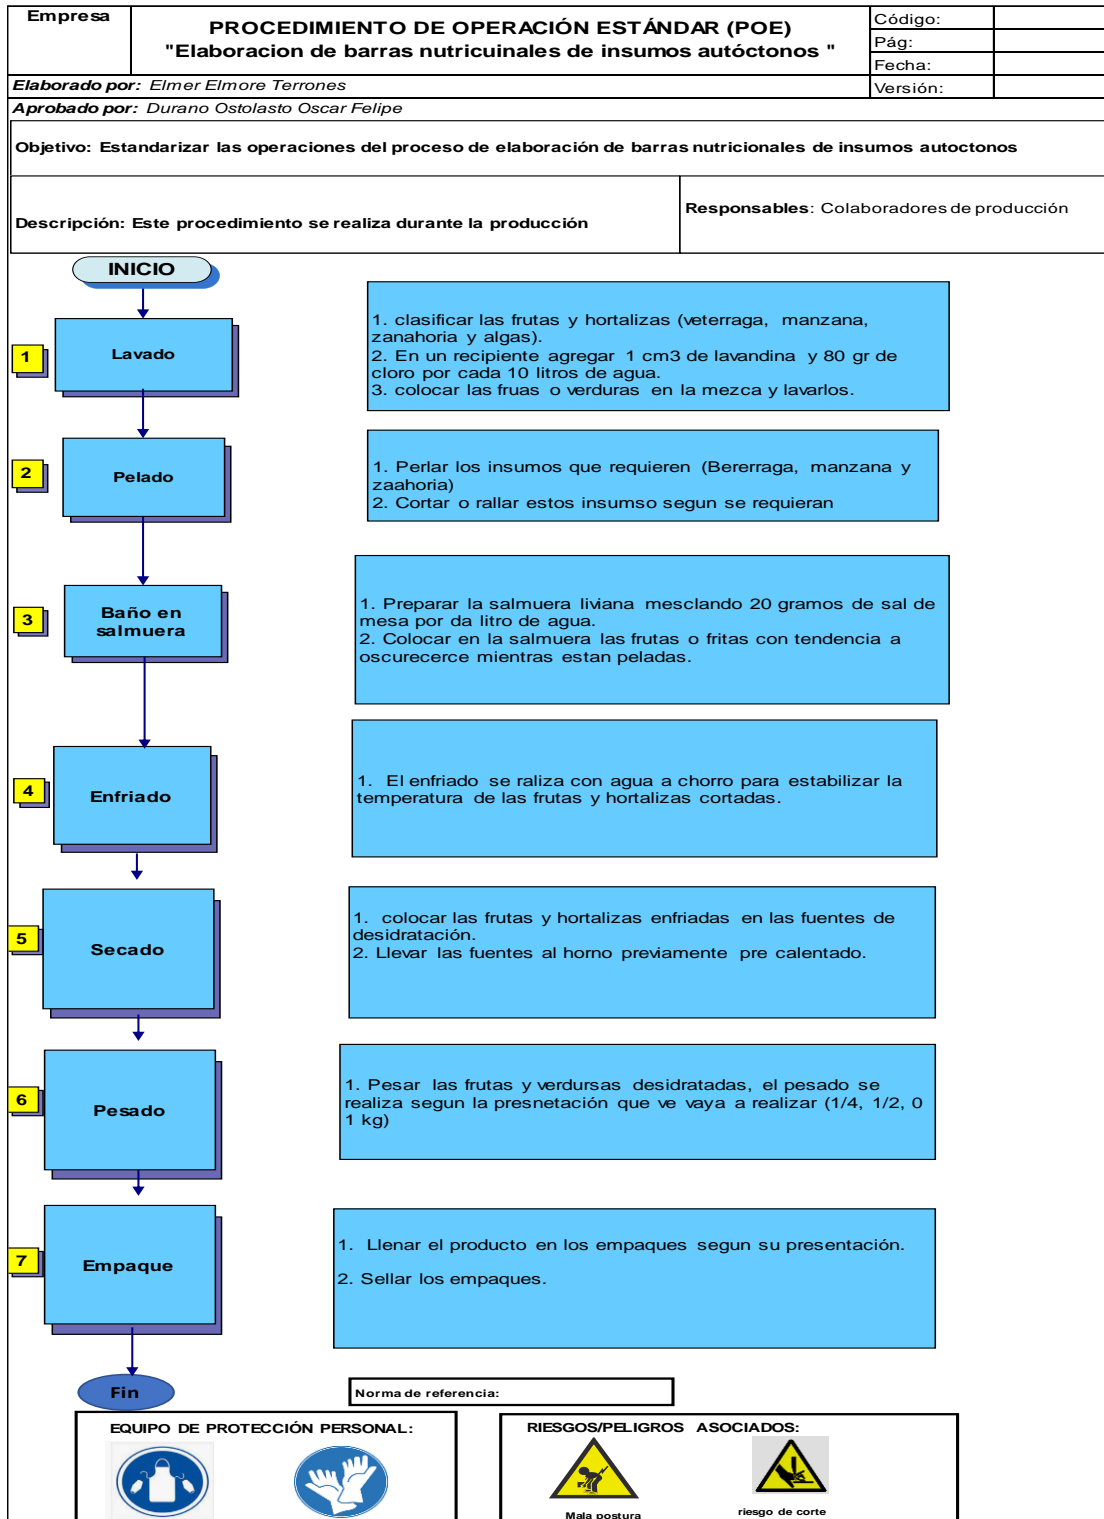 Empresa
PROCEDIMIENTO DE OPERACIÓN ESTÁNDAR (POE)
"Elaboracion de barras nutricuinales de insumos autóctonos "
Código:
Pág:
Fecha:
Versión:
Elaborado por: Elmer Elmore Terrones
Aprobado por: Durano Ostolasto Oscar Felipe
Objetivo: Estandarizar las operaciones del proceso de elaboración de barras nutricionales de insumos autoctonos
Descripción: Este procedimiento se realiza durante la producción
Responsables: Colaboradores de producción
INICIO
1
Lavado
1. clasificar las frutas y hortalizas (veterraga, manzana,
zanahoria y algas).
2. En un recipiente agregar 1 cm3 de lavandina y 80 gr de
cloro por cada 10 litros de agua.
3. colocar las fruas o verduras en la mezca y lavarlos.
2
Pelado
1. Perlar los insumos que requieren (Bererraga, manzana y
zaahoria)
2. Cortar o rallar estos insumso segun se requieran
3
Baño en
salmuera
1. Preparar la salmuera liviana mesclando 20 gramos de sal de
mesa por da litro de agua.
2. Colocar en la salmuera las frutas o fritas con tendencia a
oscurecerce mientras estan peladas.
4
Enfriado
1. El enfriado se raliza con agua a chorro para estabilizar la
temperatura de las frutas y hortalizas cortadas.
5
Secado
1. colocar las frutas y hortalizas enfriadas en las fuentes de
desidratación.
2. Llevar las fuentes al horno previamente pre calentado.
6
Pesado
1. Pesar las frutas y verdursas desidratadas, el pesado se
realiza segun la presnetación que ve vaya a realizar (1/4, 1/2, 0
1 kg)
7
Empaque
1. Llenar el producto en los empaques segun su presentación.
2. Sellar los empaques.
Fin
Norma de referencia:
EQUIPO DE PROTECCIÓN PERSONAL:
RIESGOS/PELIGROS ASOCIADOS:
Mala postura
riesgo de corte